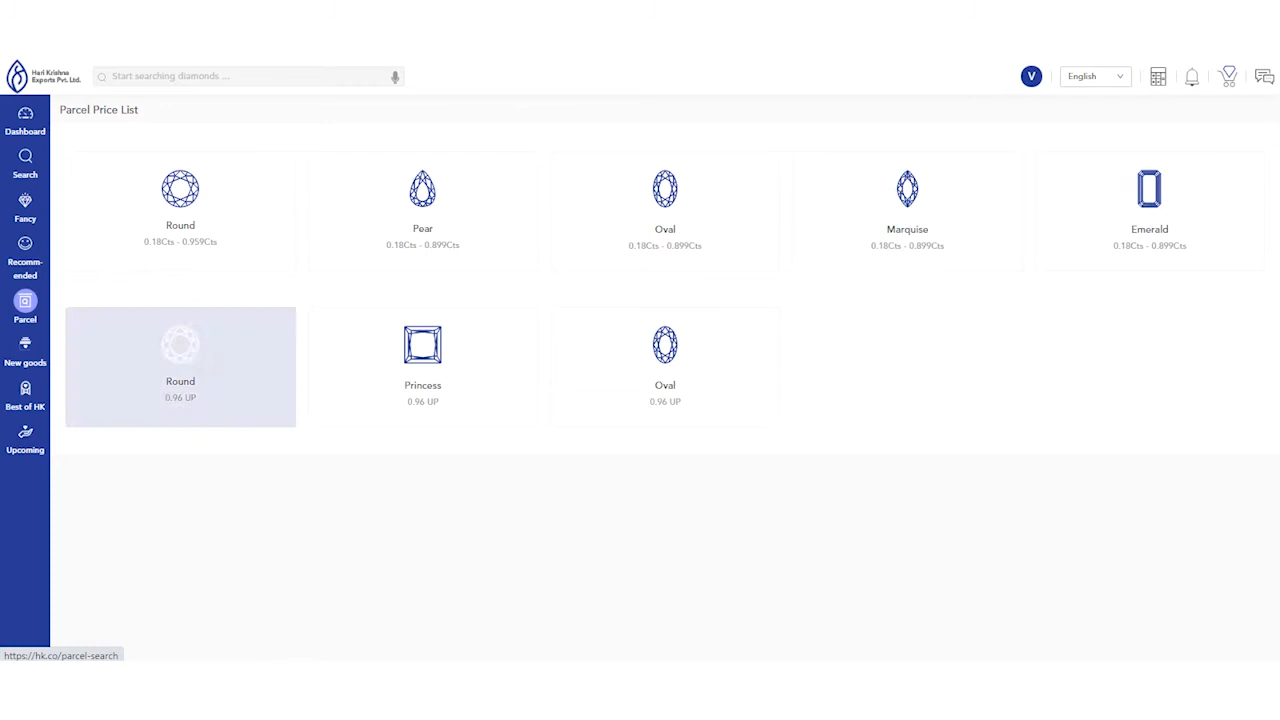 Hari Krishna
Exports Pvt. Ltd.
Start searching diamonds ...
V
English
Dashboard
Search
Fancy
Recomm-
ended
Parcel
New goods
Best of HK
Upcoming
Parcel Price List
Round
0.18Cts - 0.959Cts
Pear
0.18Cts - 0.899Cts
Oval
0.18Cts - 0.899Cts
Marquise
0.18Cts - 0.899Cts
Emerald
0.18Cts - 0.899Cts
Round
0.96 UP
Princess
0.96 UP
Oval
0.96 UP
https://hk.co/parcel-search